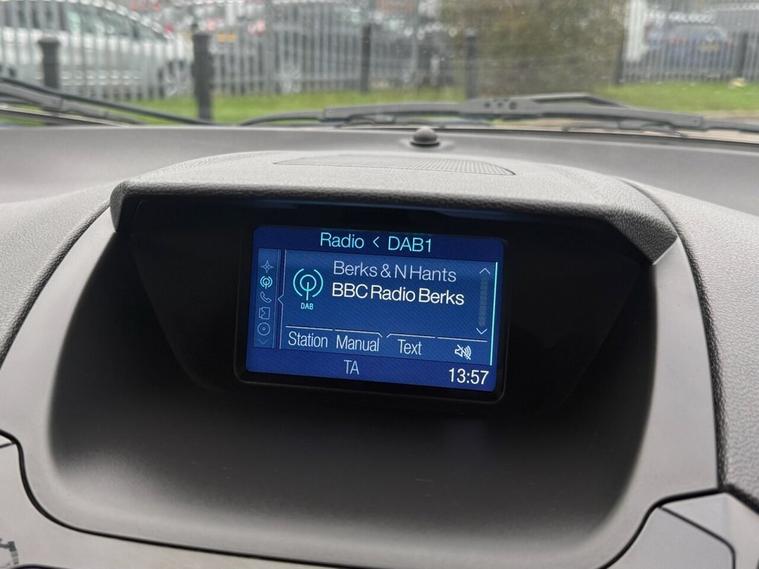 Radio < DAB1
Berks & N Hants
BBC Radio Berks
DAB
Station Manual Text
TA
13:57